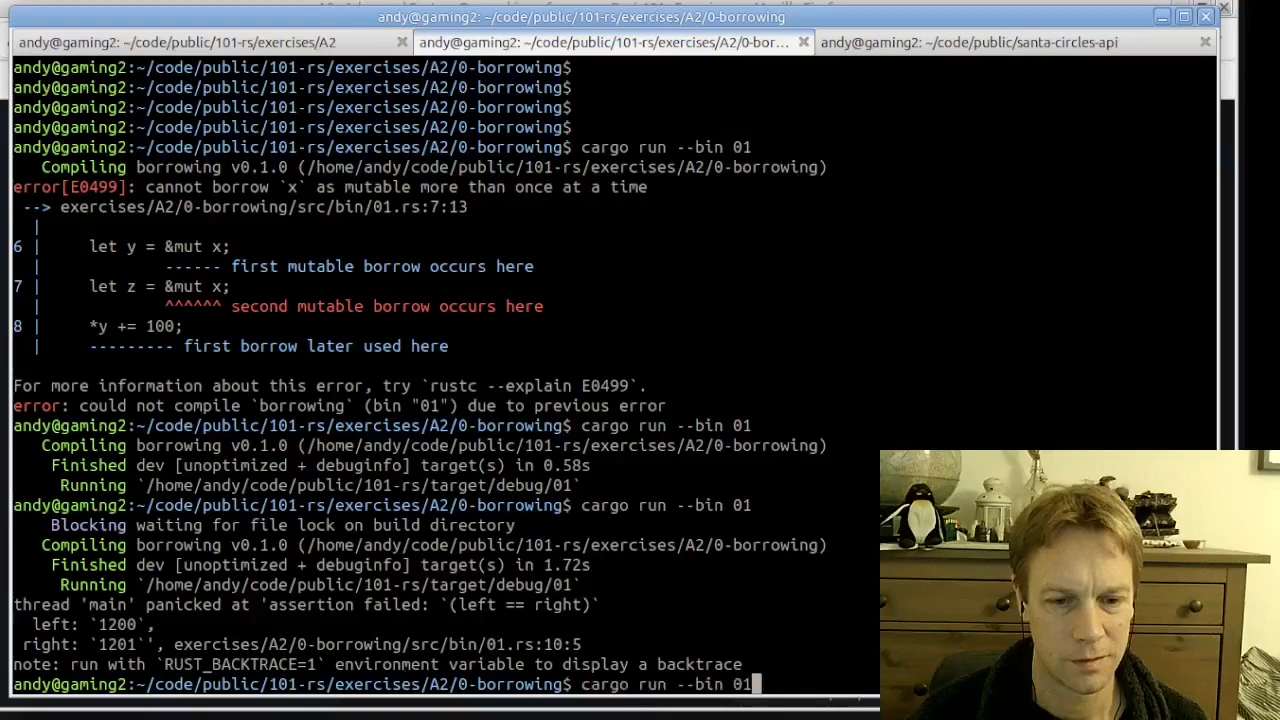 andy@gaming2:~/code/public/101-rs/exercises/A2/0-borrowing
andy@gaming2: ~/code/public/101-rs/exercises/A2
andy@gaming2: ~/code/public/101-rs/exercises/A2/0-bor...
andy@gaming2: ~/code/public/santa-circles-api
andy@gaming2:~/code/public/101-rs/exercises/A2/0-borrowing$
andy@gaming2:~/code/public/101-rs/exercises/A2/0-borrowing$
andy@gaming2:~/code/public/101-rs/exercises/A2/0-borrowing$
andy@gaming2:~/code/public/101-rs/exercises/A2/0-borrowing$
andy@gaming2:~/code/public/101-rs/exercises/A2/0-borrowing$ cargo run --bin 01
   Compiling borrowing v0.1.0 (/home/andy/code/public/101-rs/exercises/A2/0-borrowing)
error[E0499]: cannot borrow `x` as mutable more than once at a time
 --> exercises/A2/0-borrowing/src/bin/01.rs:7:13
  |
6 |     let y = &mut x;
  |             ------ first mutable borrow occurs here
7 |     let z = &mut x;
  |             ^^^^^^ second mutable borrow occurs here
8 |     *y += 100;
  |     --------- first borrow later used here

For more information about this error, try `rustc --explain E0499`.
error: could not compile `borrowing` (bin "01") due to previous error
andy@gaming2:~/code/public/101-rs/exercises/A2/0-borrowing$ cargo run --bin 01
   Compiling borrowing v0.1.0 (/home/andy/code/public/101-rs/exercises/A2/0-borrowing)
    Finished dev [unoptimized + debuginfo] target(s) in 0.58s
     Running `/home/andy/code/public/101-rs/target/debug/01`
andy@gaming2:~/code/public/101-rs/exercises/A2/0-borrowing$ cargo run --bin 01
    Blocking waiting for file lock on build directory
   Compiling borrowing v0.1.0 (/home/andy/code/public/101-rs/exercises/A2/0-borrowing)
    Finished dev [unoptimized + debuginfo] target(s) in 1.72s
     Running `/home/andy/code/public/101-rs/target/debug/01`
thread 'main' panicked at 'assertion failed: `(left == right)`
  left: `1200`,
 right: `1201`', exercises/A2/0-borrowing/src/bin/01.rs:10:5
note: run with `RUST_BACKTRACE=1` environment variable to display a backtrace
andy@gaming2:~/code/public/101-rs/exercises/A2/0-borrowing$ cargo run --bin 01